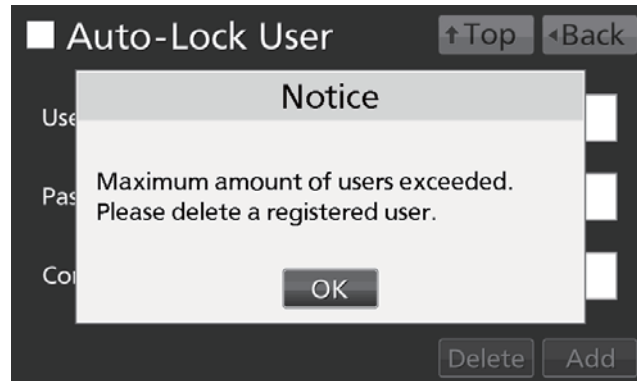 Auto-Lock User
Top
Back
Notice
Maximum amount of users exceeded.
Please delete a registered user.
OK
Delete
Add